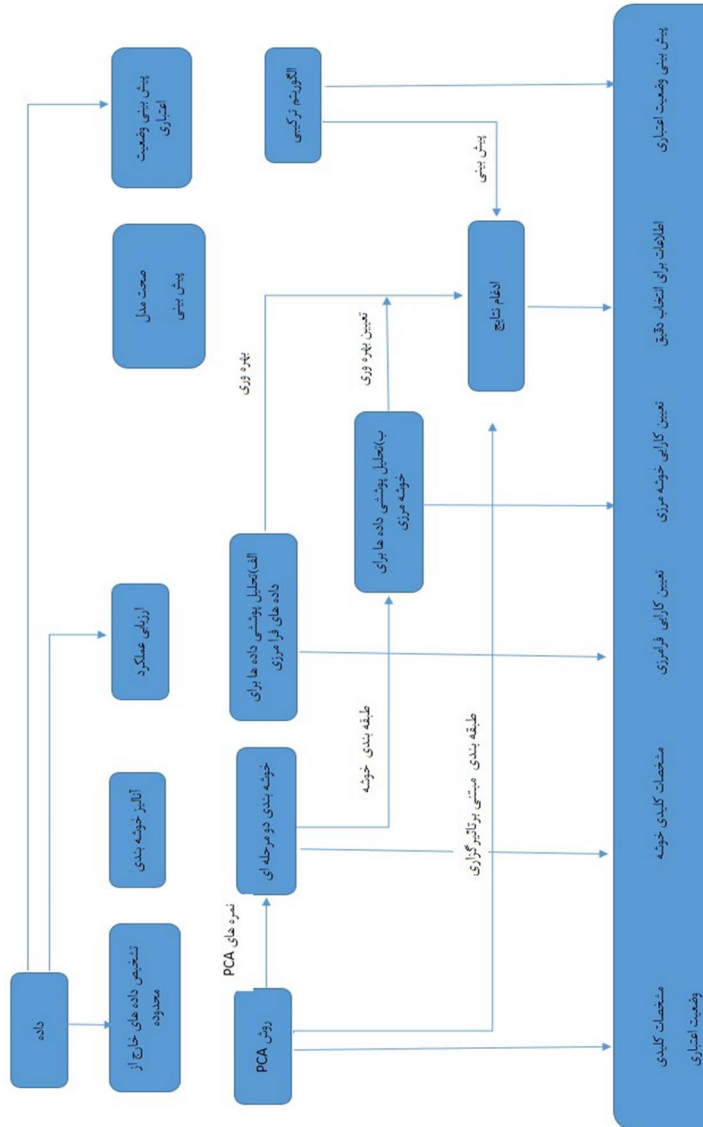 داده
تشخیص داده های خارج از
محدوده
آنالیز خوشه بندی
ارزیابی عملکرد
صحت مدل
پیش بینی
پیش بینی وضعیت
اعتباری
روش PCA
نمره های PCA
خوشه بندی دو مرحله ای
الف)تحلیل پوششی داده ها برای
داده های فرا مرزی
بهره وری
الگوریتم ترکیبی
طبقه بندی خوشه
ب)تحلیل پوششی داده ها برای
خوشه مرزی
تعیین بهره وری
طبقه بندی مبتنی برتاثیرگزاری
ادغام نتایج
پیش بینی
مشخصات کلیدی
وضعیت اعتباری
مشخصات کلیدی خوشه
تعیین کارایی فرامرزی
تعیین کارایی خوشه مرزی
اطلاعات برای انتخاب دقیق
پیش بینی وضعیت اعتباری